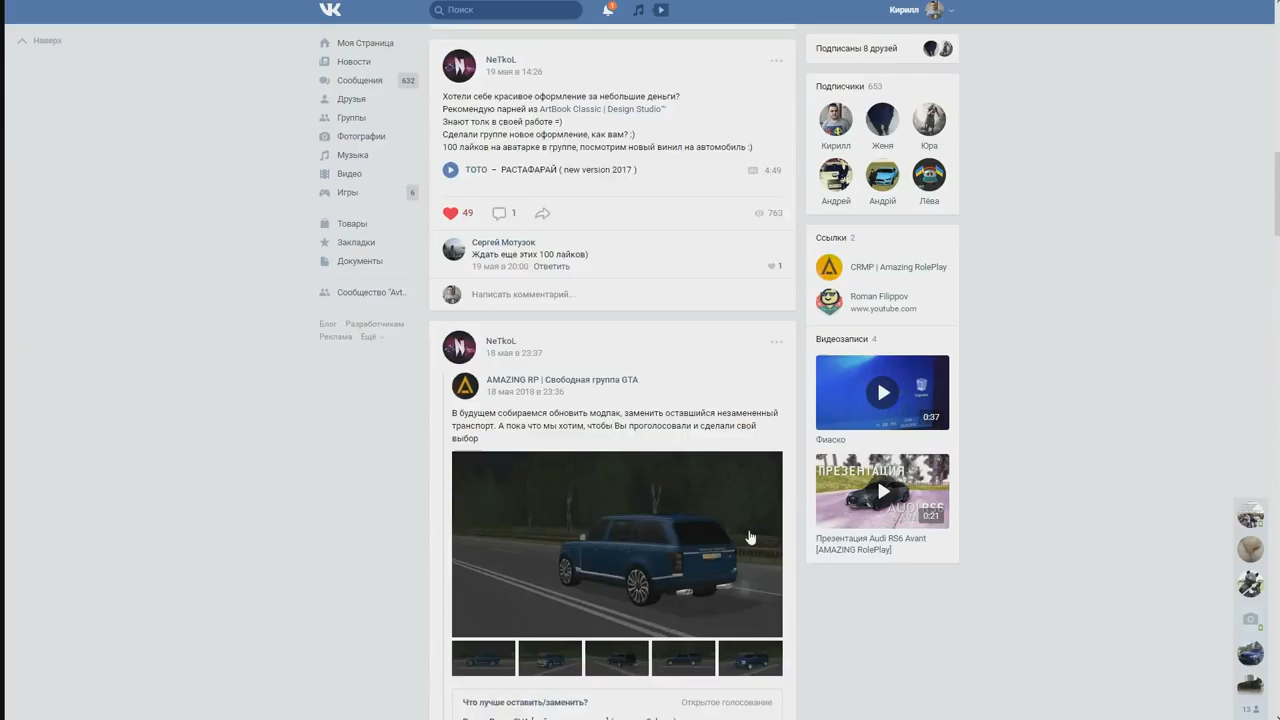 Поиск
1
Кирилл
Наверх
Моя Страница
Новости
Сообщения 632
Друзья
Группы
Фотографии
Музыка
Видео
Игры 6
Товары
Закладки
Документы
Сообщество "Avt..
Блог Разработчикам
Реклама Ещё
NeTkoL
19 мая в 14:26
Хотели себе красивое оформление за небольшие деньги?
Рекомендую парней из ArtBook Classic | Design Studio™
Знают толк в своей работе =)
Сделали группе новое оформление, как вам? :)
100 лайков на аватарке в группе, посмотрим новый винил на автомобиль :)
ТОТО – РАСТАФАРАЙ ( new version 2017 ) 4:49
49 1 763
Сергей Мотузок
Ждать еще этих 100 лайков)
19 мая в 20:00 Ответить 1
Написать комментарий...
NeTkoL
18 мая в 23:37
AMAZING RP | Свободная группа GTA
18 мая 2018 в 23:36
В будущем собираемся обновить модпак, заменить оставшийся незамененный
транспорт. А пока что мы хотим, чтобы Вы проголосовали и сделали свой
выбор
Что лучше оставить/заменить? Открытое голосование
Подписаны 8 друзей
Подписчики 653
Кирилл Женя Юра
Андрей Андрій Лёва
Ссылки 2
CRMP | Amazing RolePlay
Roman Filippov
www.youtube.com
Видеозаписи 4
0:37
Фиаско
ПРЕЗЕНТАЦИЯ
AUDI RS6
0:21
Презентация Audi RS6 Avant
[AMAZING RolePlay]
13